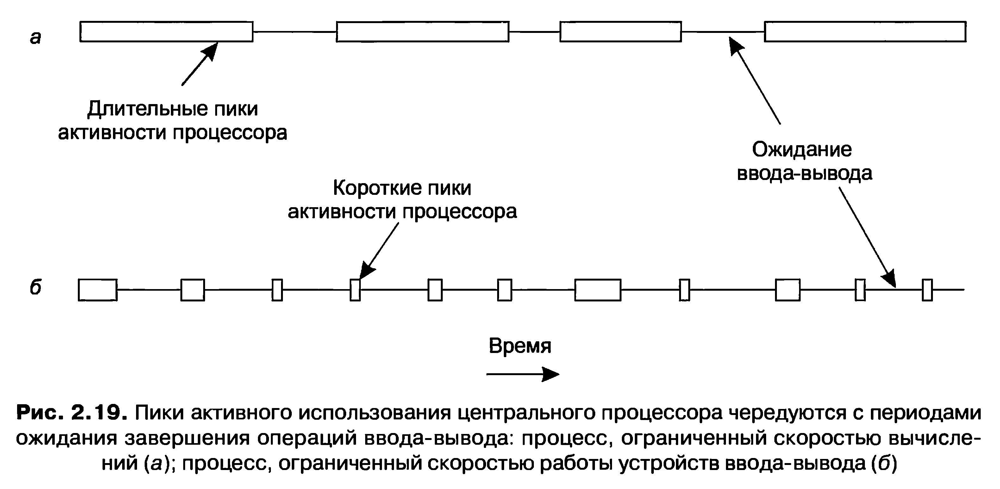 а
Длительные пики
активности процессора
Ожидание
ввода-вывода
Короткие пики
активности процессора
б
Время
Рис. 2.19. Пики активного использования центрального процессора чередуются с периодами
ожидания завершения операций ввода-вывода: процесс, ограниченный скоростью вычисле-
ний (а); процесс, ограниченный скоростью работы устройств ввода-вывода (б)